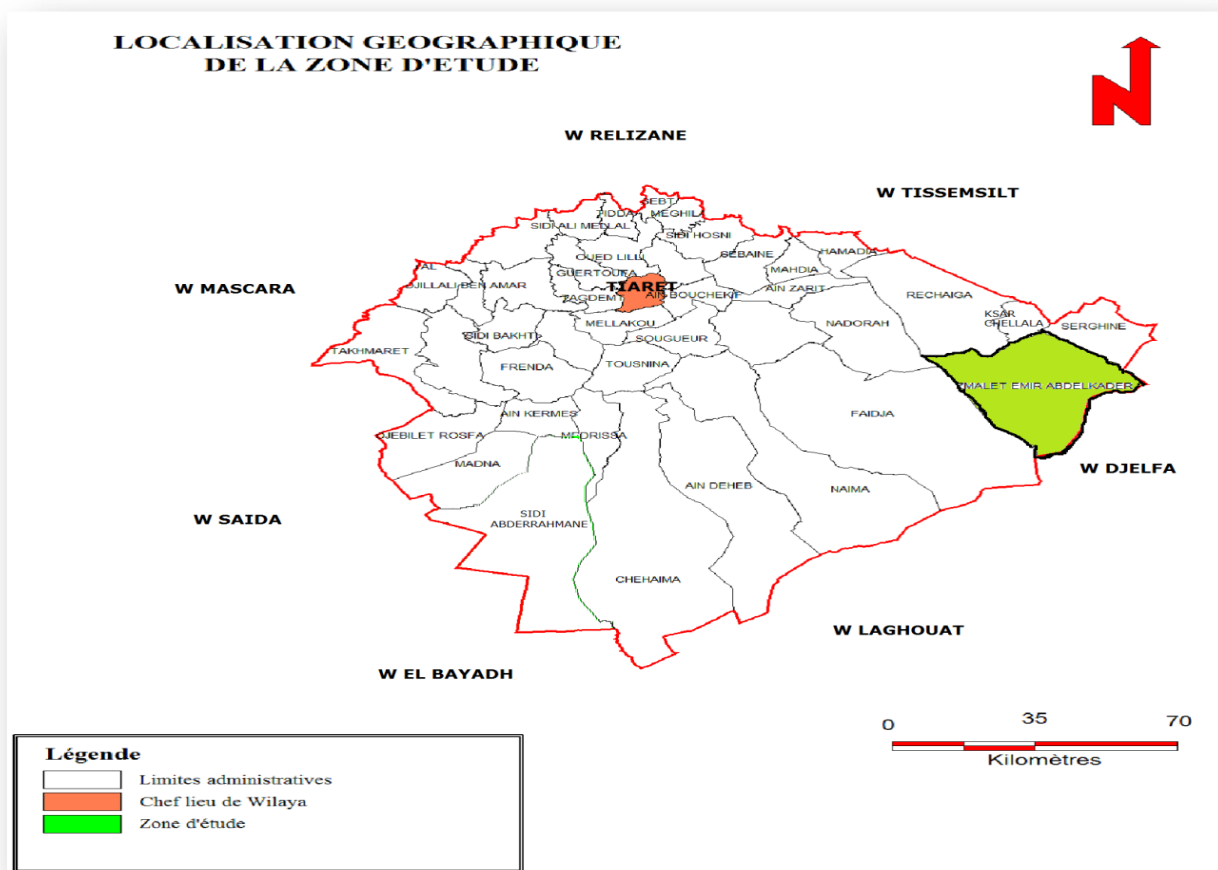 LOCALISATION GEOGRAPHIQUE
DE LA ZONE D'ETUDE
N
W RELIZANE
W TISSEMSILT
W MASCARA
SEBT
MEGHILA
SIDI ALI MELLAL
SIDI HOSNI
OUED LILLI
SEBAINE
HAMADIA
GUERTOUFA
MAHDIA
DJILLALI BEN AMAR
TIARET
AIN BOUCHEKIF
AIN ZARIT
RECHAIGA
TAGDEMT
KSAR
CHELLALA
SERGHINE
MELLAKOU
NADORAH
SIDI BAKHTI
SOUGUEUR
TAKHMARET
FRENDA
TOUSNINA
ZMALET EMIR ABDELKADER
AIN KERMES
FAIDJA
DJEBILET ROSFA
MEDRISSA
MADNA
W DJELFA
AIN DEHEB
NAIMA
W SAIDA
SIDI
ABDERRAHMANE
CHEHAIMA
W LAGHOUAT
W EL BAYADH
0 35 70
Kilomètres
Légende
Limites administratives
Chef lieu de Wilaya
Zone d'étude